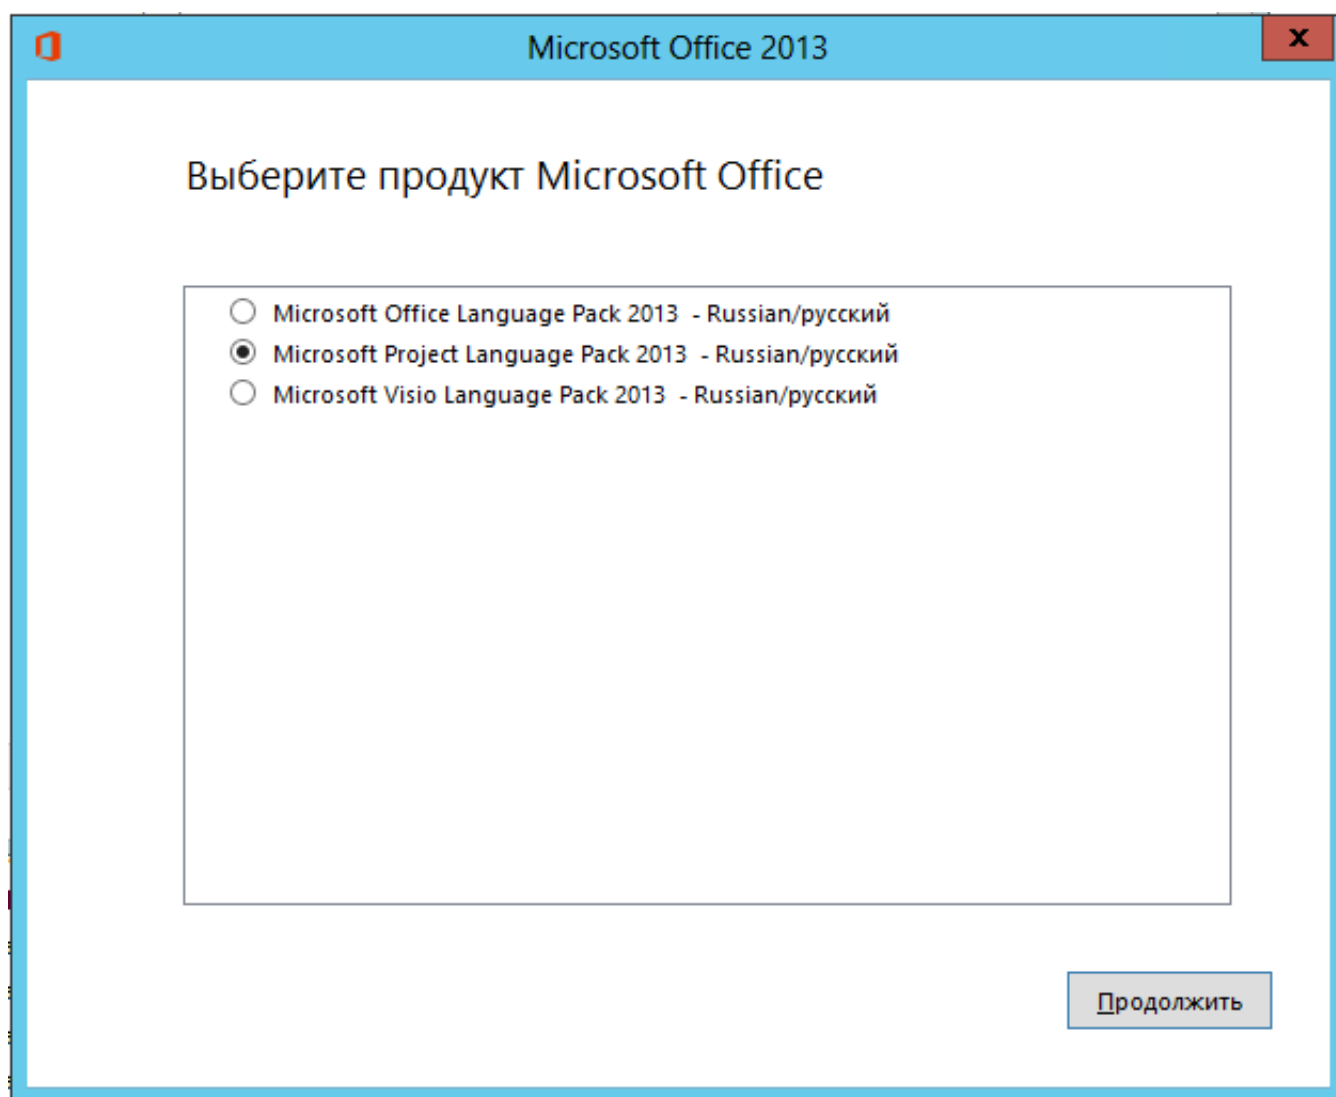 Microsoft Office 2013
Выберите продукт Microsoft Office
Microsoft Office Language Pack 2013 - Russian/русский
Microsoft Project Language Pack 2013 - Russian/русский
Microsoft Visio Language Pack 2013 - Russian/русский
Продолжить